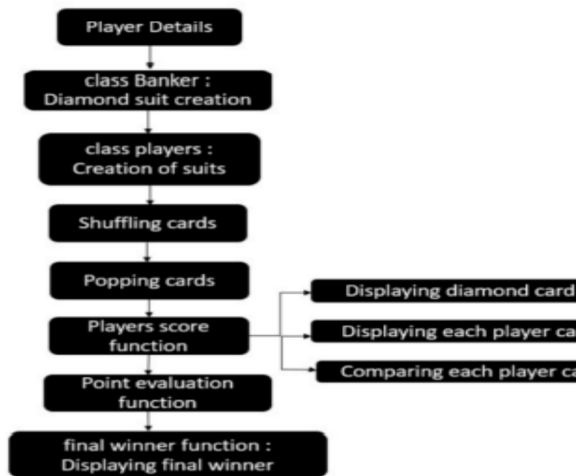 Player Details
class Banker :
Diamond suit creation
class players :
Creation of suits
Shuffling cards
Popping cards
Players score
function
Displaying diamond card
Displaying each player ca
Comparing each player ca
Point evaluation
function
final winner function :
Displaying final winner